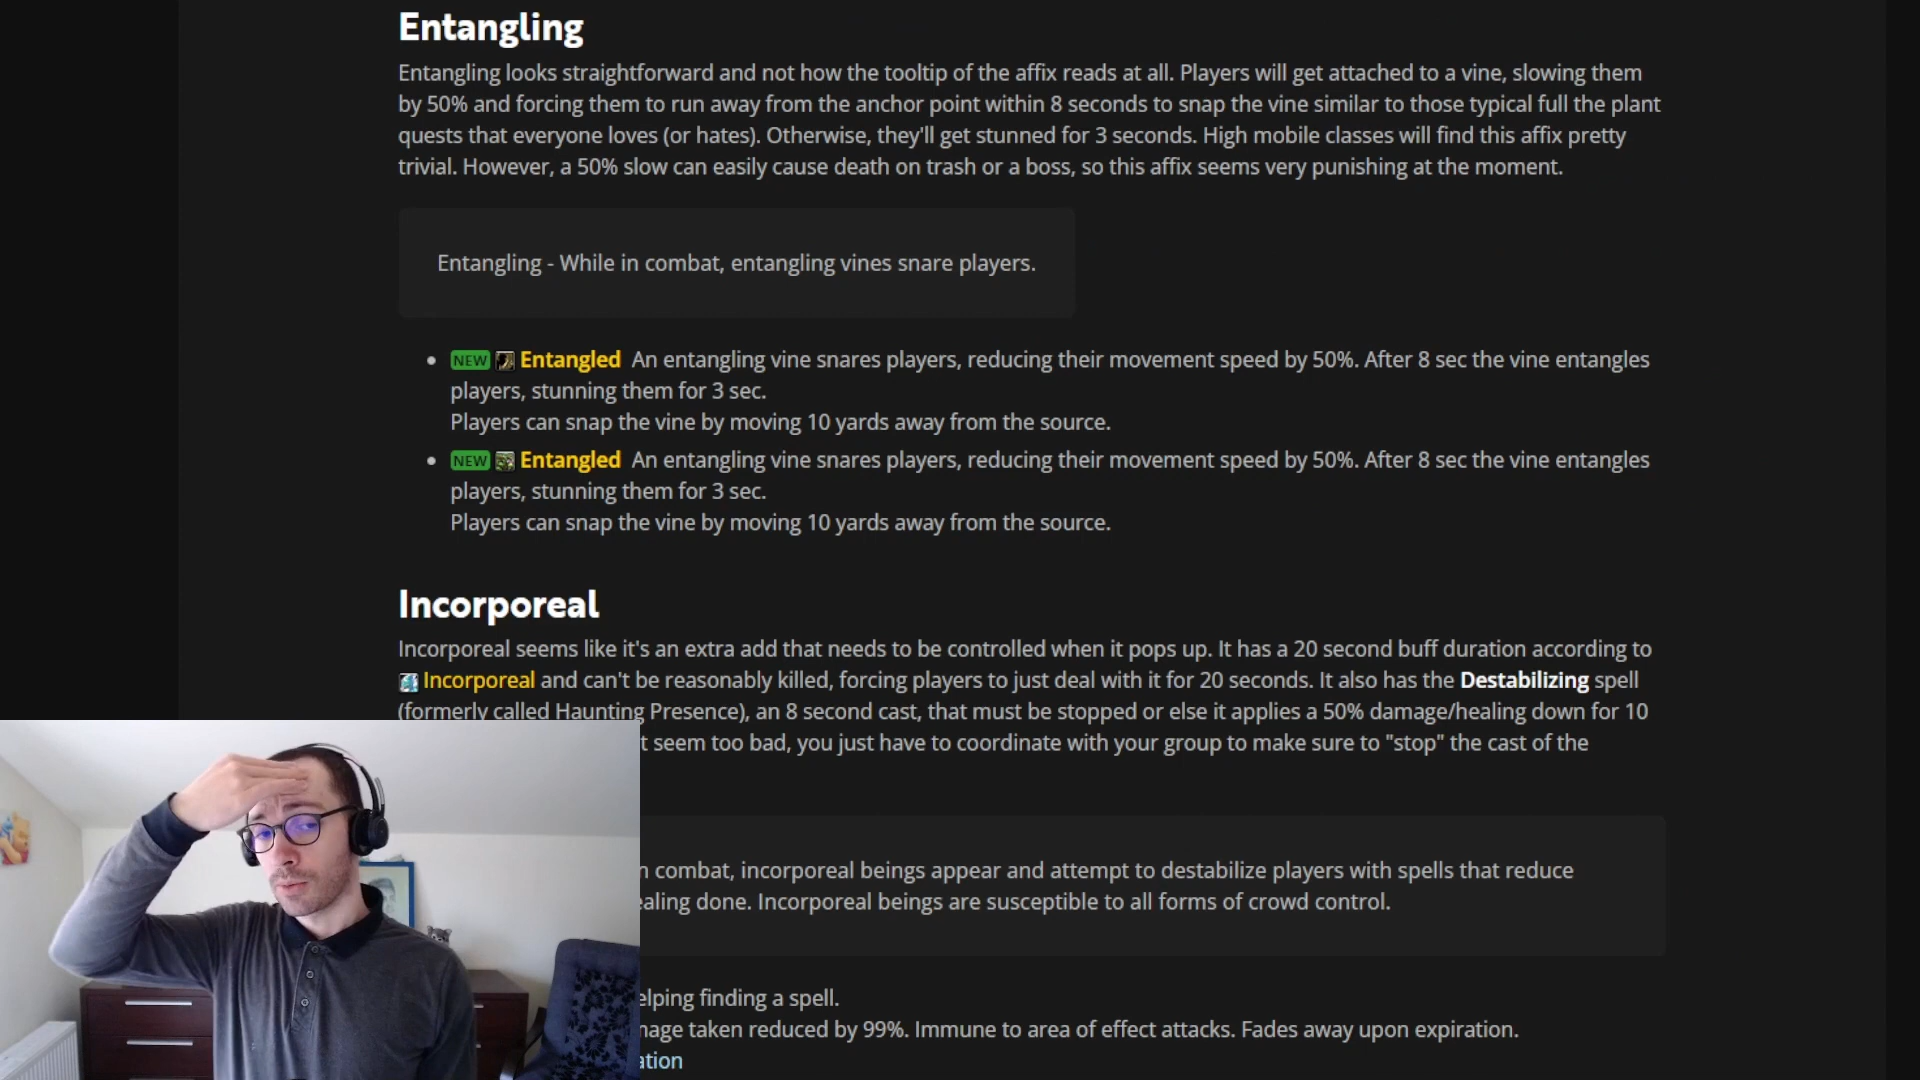 Entangling
Entangling looks straightforward and not how the tooltip of the affix reads at all. Players will get attached to a vine, slowing them
by 50% and forcing them to run away from the anchor point within 8 seconds to snap the vine similar to those typical full the plant
quests that everyone loves (or hates). Otherwise, they'll get stunned for 3 seconds. High mobile classes will find this affix pretty
trivial. However, a 50% slow can easily cause death on trash or a boss, so this affix seems very punishing at the moment.
Entangling - While in combat, entangling vines snare players.
NEW Entangled An entangling vine snares players, reducing their movement speed by 50%. After 8 sec the vine entangles
players, stunning them for 3 sec.
Players can snap the vine by moving 10 yards away from the source.
NEW Entangled An entangling vine snares players, reducing their movement speed by 50%. After 8 sec the vine entangles
players, stunning them for 3 sec.
Players can snap the vine by moving 10 yards away from the source.
Incorporeal
Incorporeal seems like it's an extra add that needs to be controlled when it pops up. It has a 20 second buff duration according to
Incorporeal and can't be reasonably killed, forcing players to just deal with it for 20 seconds. It also has the Destabilizing spell
(formerly called Haunting Presence), an 8 second cast, that must be stopped or else it applies a 50% damage/healing down for 10
seem too bad, you just have to coordinate with your group to make sure to "stop" the cast of the
combat, incorporeal beings appear and attempt to destabilize players with spells that reduce
ealing done. Incorporeal beings are susceptible to all forms of crowd control.
elping finding a spell.
mage taken reduced by 99%. Immune to area of effect attacks. Fades away upon expiration.
ation